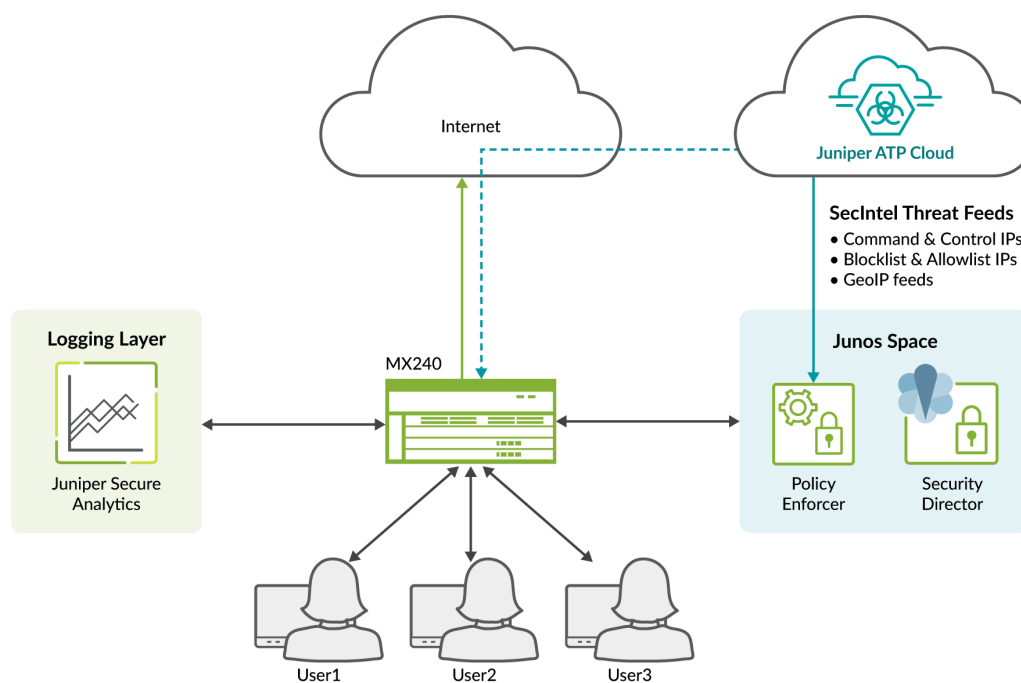 Internet
Juniper ATP Cloud
SecIntel Threat Feeds
• Command & Control IPs
• Blocklist & Allowlist IPs
• GeoIP feeds
Logging Layer
Juniper Secure
Analytics
MX240
Junos Space
Policy
Enforcer
Security
Director
User1
User2
User3